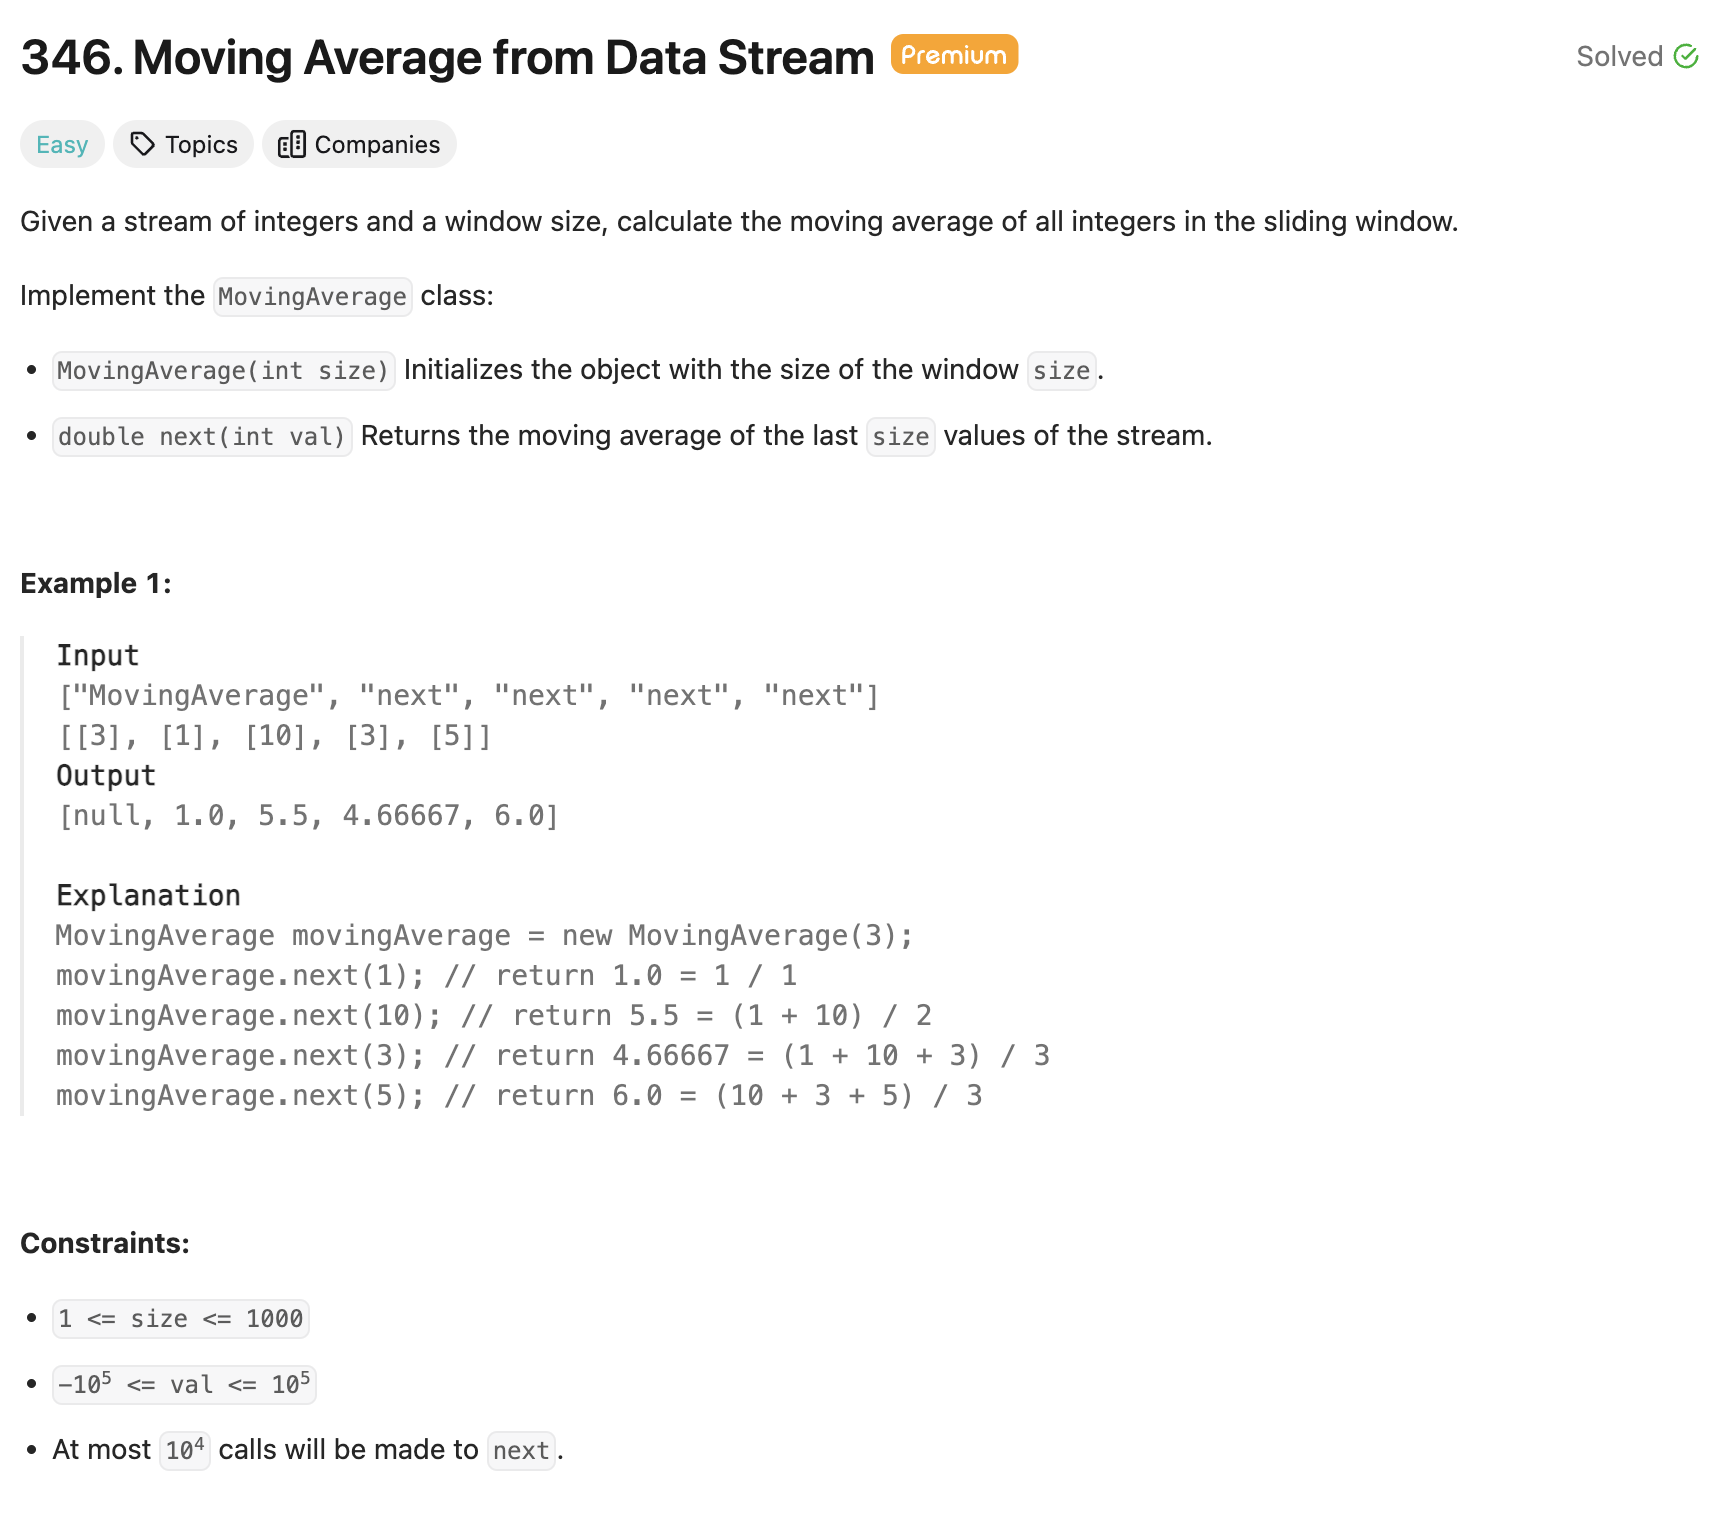 346. Moving Average from Data Stream Premium Solved
Easy Topics Companies
Given a stream of integers and a window size, calculate the moving average of all integers in the sliding window.
Implement the MovingAverage class:
• MovingAverage(int size) Initializes the object with the size of the window size.
• double next(int val) Returns the moving average of the last size values of the stream.
Example 1:
Input
["MovingAverage", "next", "next", "next", "next"]
[[3], [1], [10], [3], [5]]
Output
[null, 1.0, 5.5, 4.66667, 6.0]
Explanation
MovingAverage movingAverage = new MovingAverage(3);
movingAverage.next(1); // return 1.0 = 1 / 1
movingAverage.next(10); // return 5.5 = (1 + 10) / 2
movingAverage.next(3); // return 4.66667 = (1 + 10 + 3) / 3
movingAverage.next(5); // return 6.0 = (10 + 3 + 5) / 3
Constraints:
• 1 <= size <= 1000
• −10⁵ <= val <= 10⁵
• At most 10⁴ calls will be made to next.